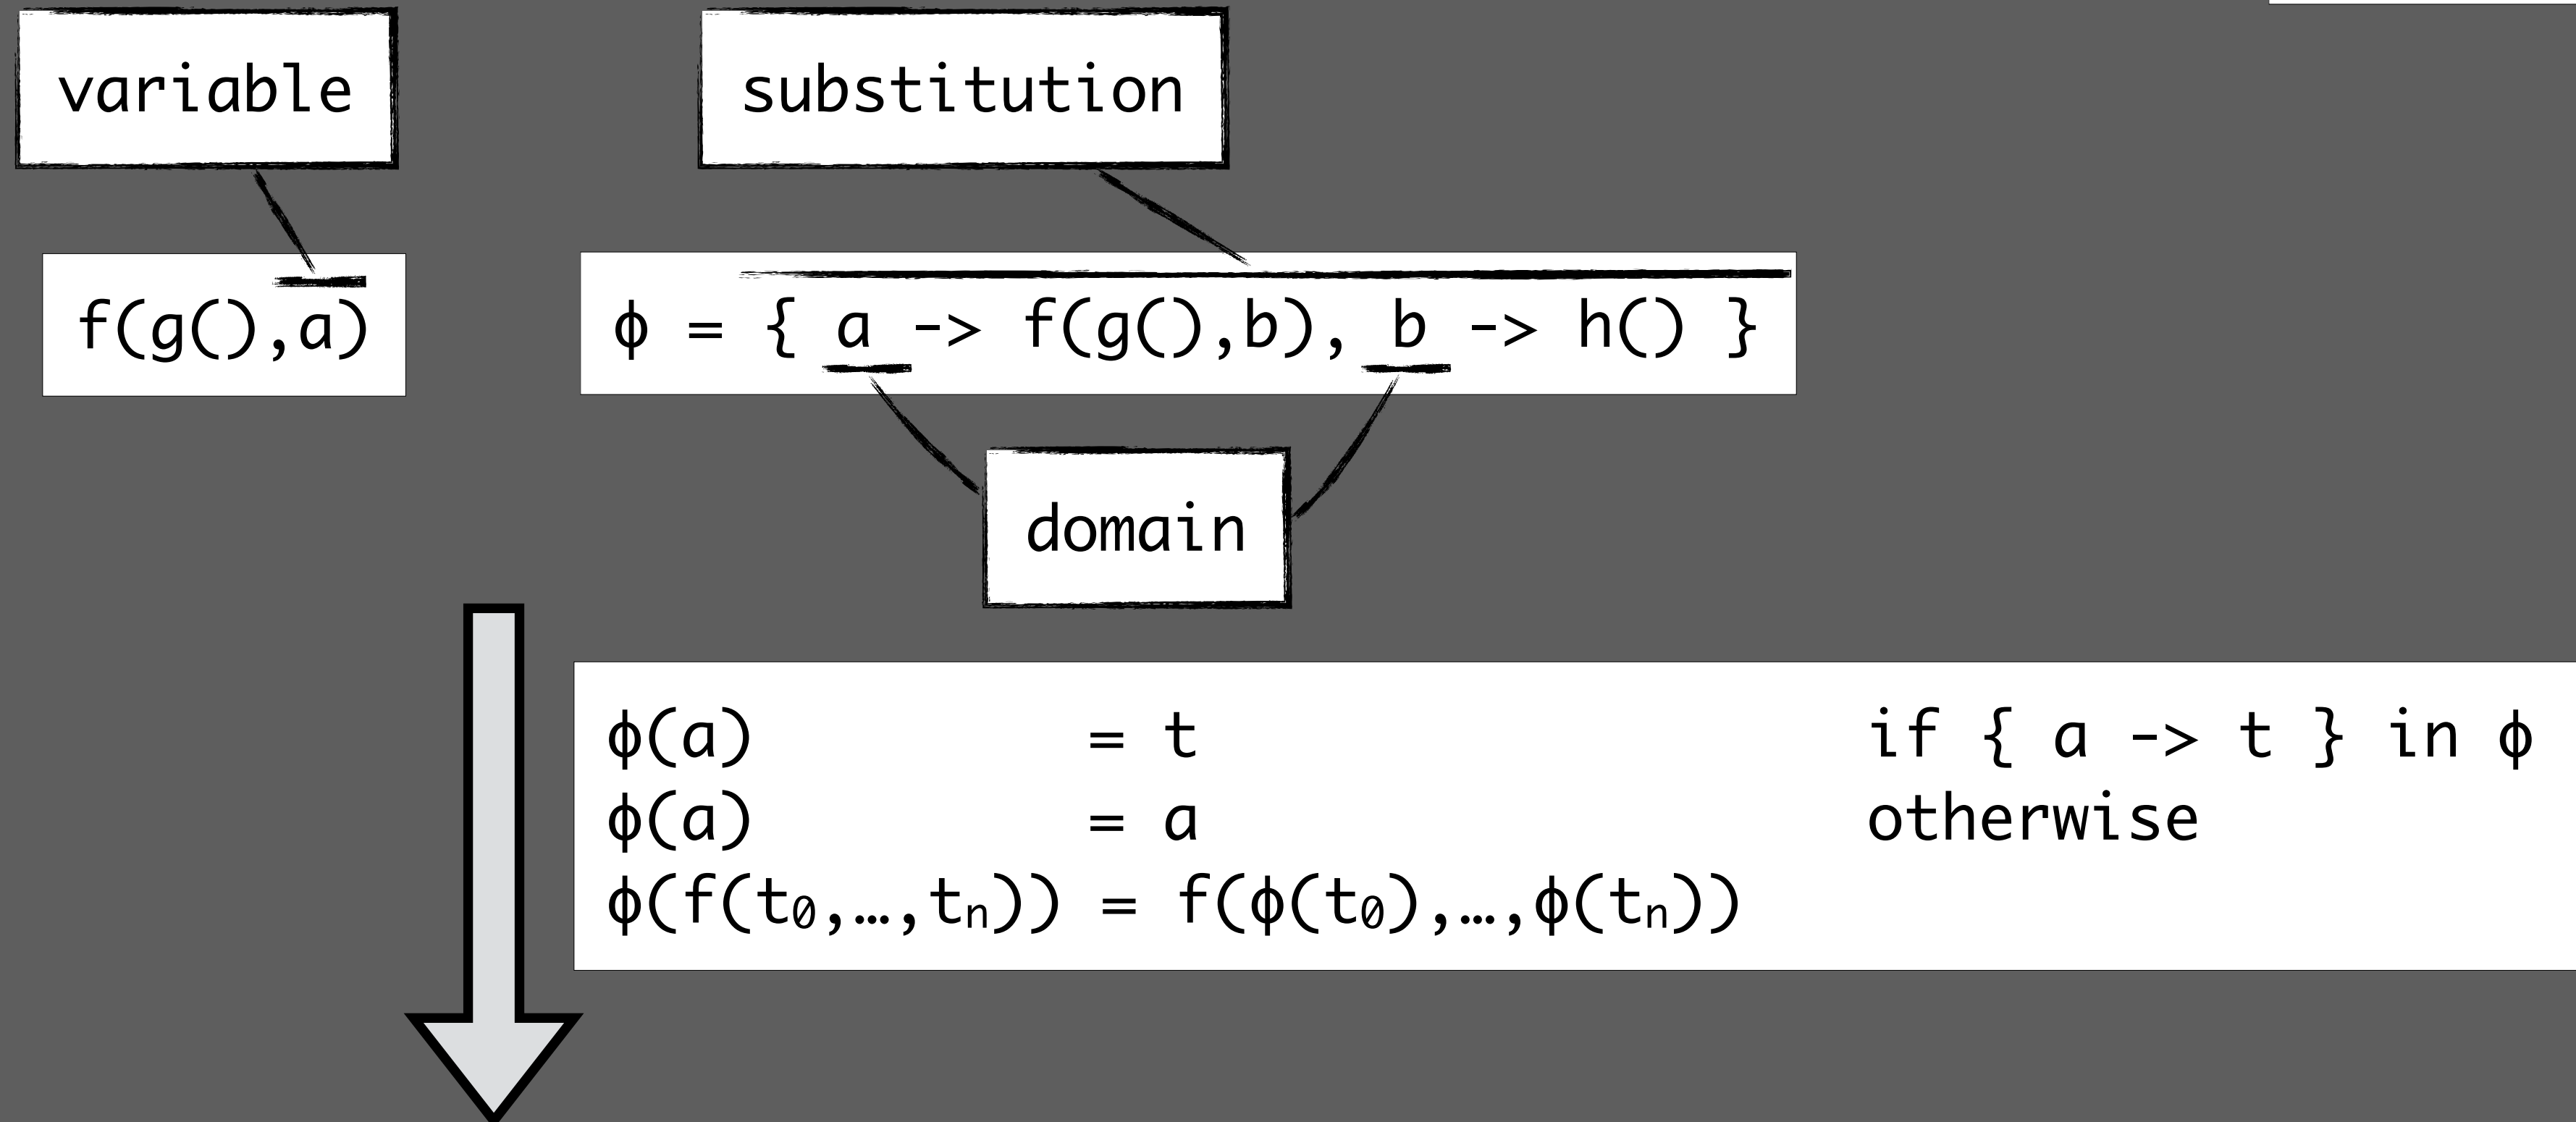 variable
substitution
f(g(),a)
ϕ = { a -> f(g(),b), b -> h() }
domain
ϕ(a) = t if { a -> t } in ϕ
ϕ(a) = a otherwise
ϕ(f(t₀,…,tₙ)) = f(ϕ(t₀),…,ϕ(tₙ))